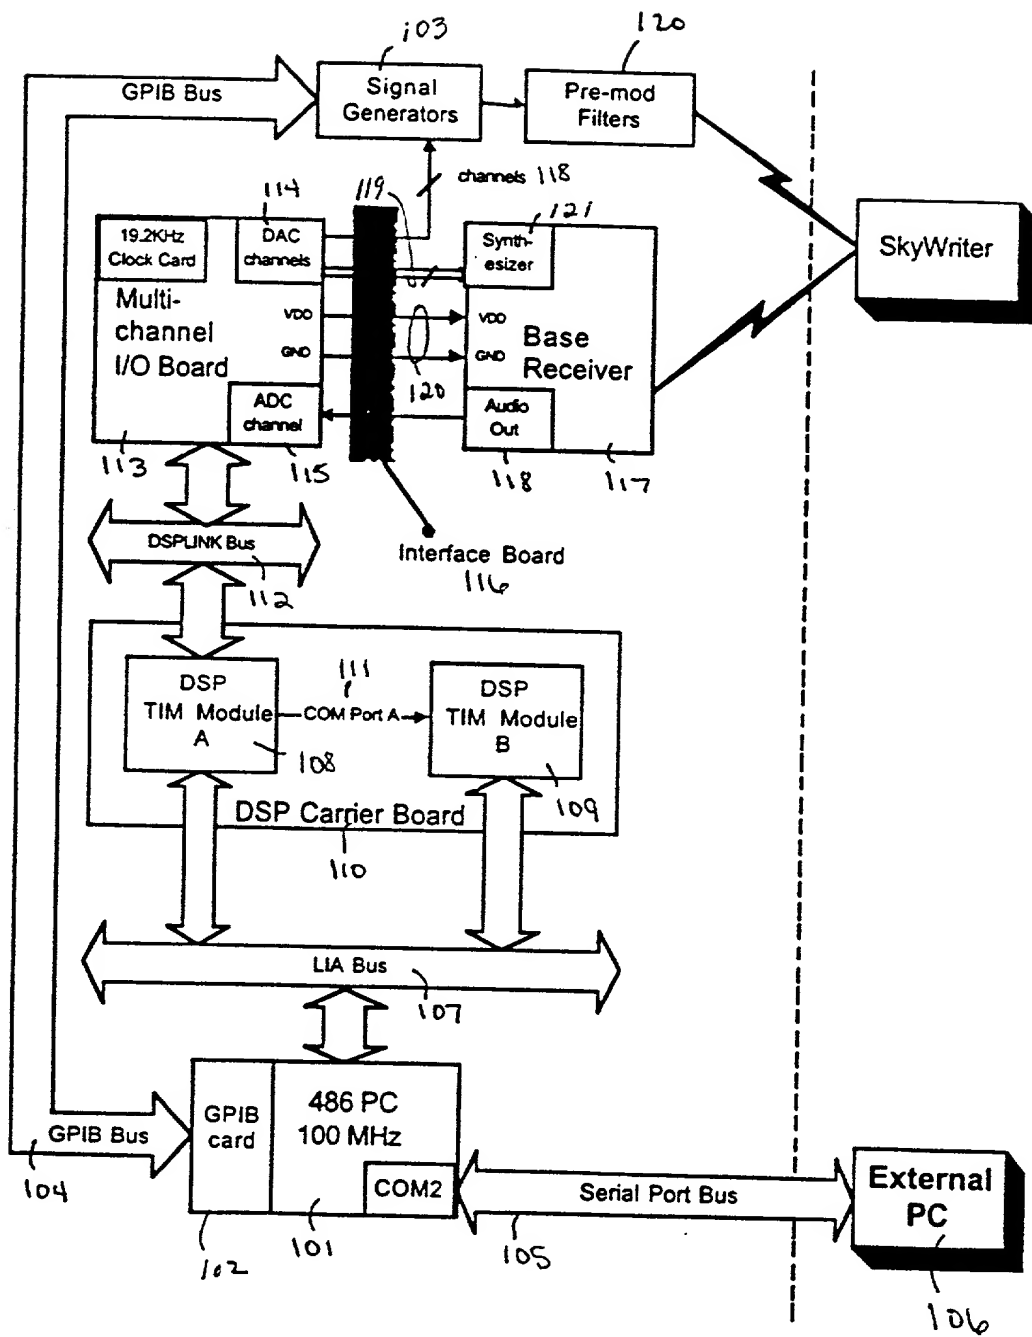 103
120
GPIB Bus
Signal
Generators
Pre-mod
Filters
channels 118
114
119
121
19.2KHz
Clock Card
DAC
channels
Synth-
esizer
SkyWriter
Multi-
channel
I/O Board
VDD
VDD
GND
GND
Base
Receiver
120
ADC
channel
Audio
Out
113
115
118
117
DSPLINK Bus
Interface Board
116
112
111
DSP
TIM Module
A
COM Port A
DSP
TIM Module
B
108
109
DSP Carrier Board
110
LIA Bus
107
GPIB
card
486 PC
100 MHz
GPIB Bus
COM2
Serial Port Bus
External
PC
104
102
101
105
106